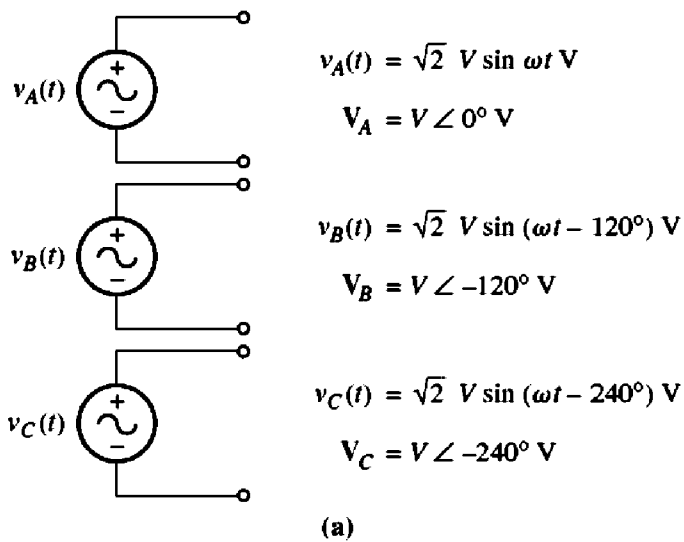 v_A(t) = √2 V sin ωt V
+
v_A(t)
−
V_A = V ∠ 0° V
v_B(t) = √2 V sin (ωt – 120°) V
+
v_B(t)
−
V_B = V ∠ –120° V
v_C(t) = √2 V sin (ωt – 240°) V
+
v_C(t)
−
V_C = V ∠ –240° V
(a)